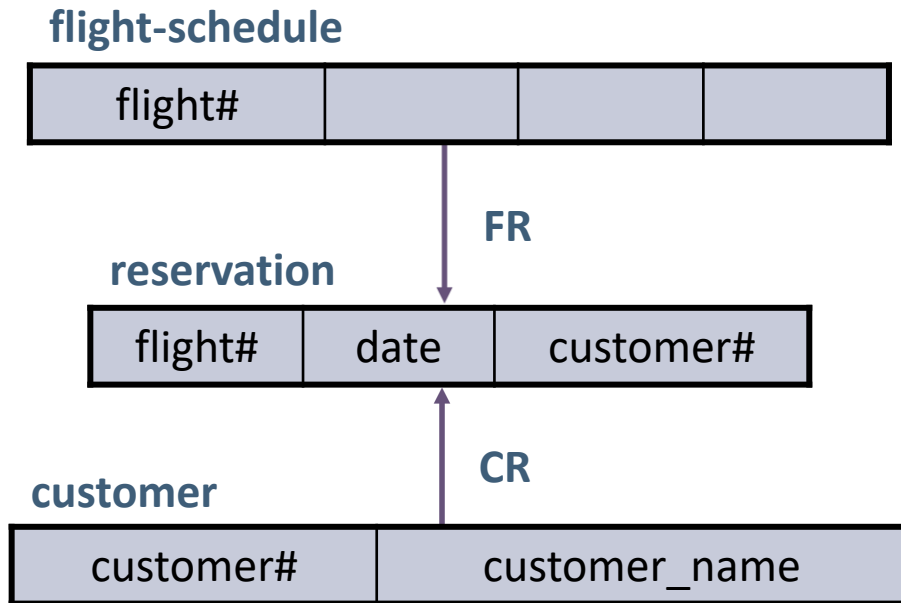 flight-schedule
flight#
FR
reservation
flight# date customer#
CR
customer
customer# customer_name